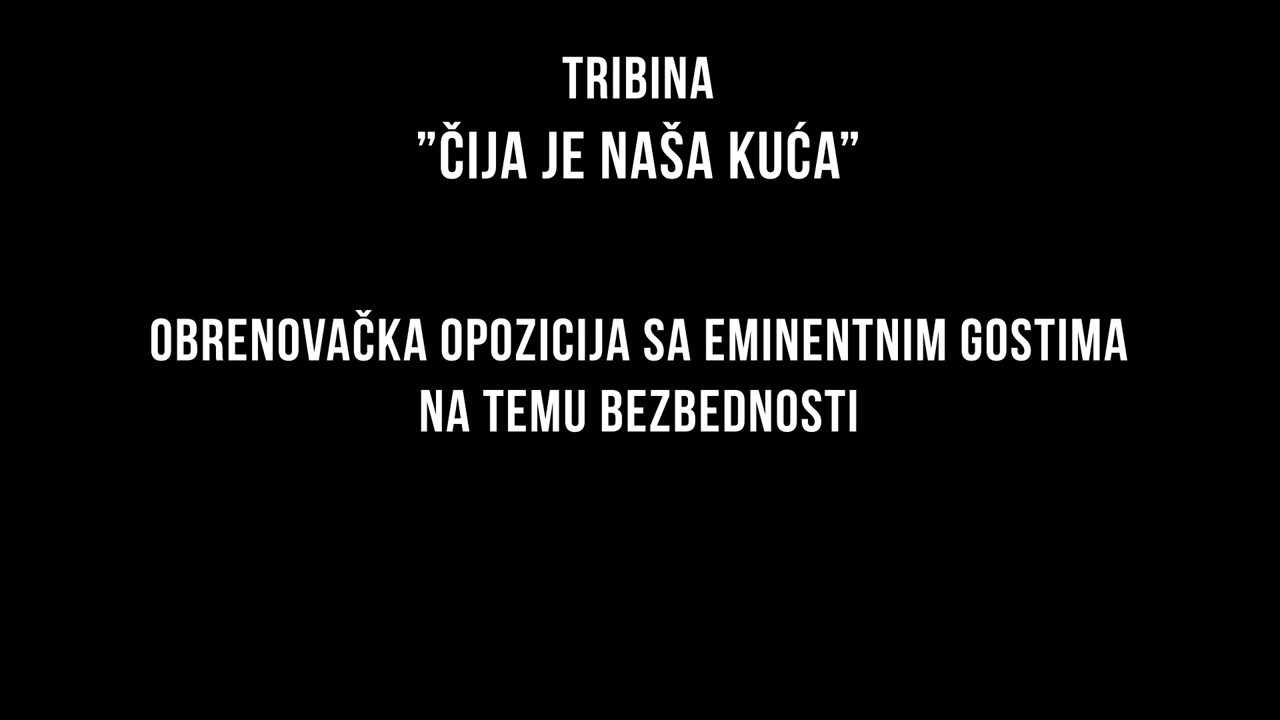 TRIBINA
”ČIJA JE NAŠA KUĆA”
OBRENOVAČKA OPOZICIJA SA EMINENTNIM GOSTIMA
NA TEMU BEZBEDNOSTI